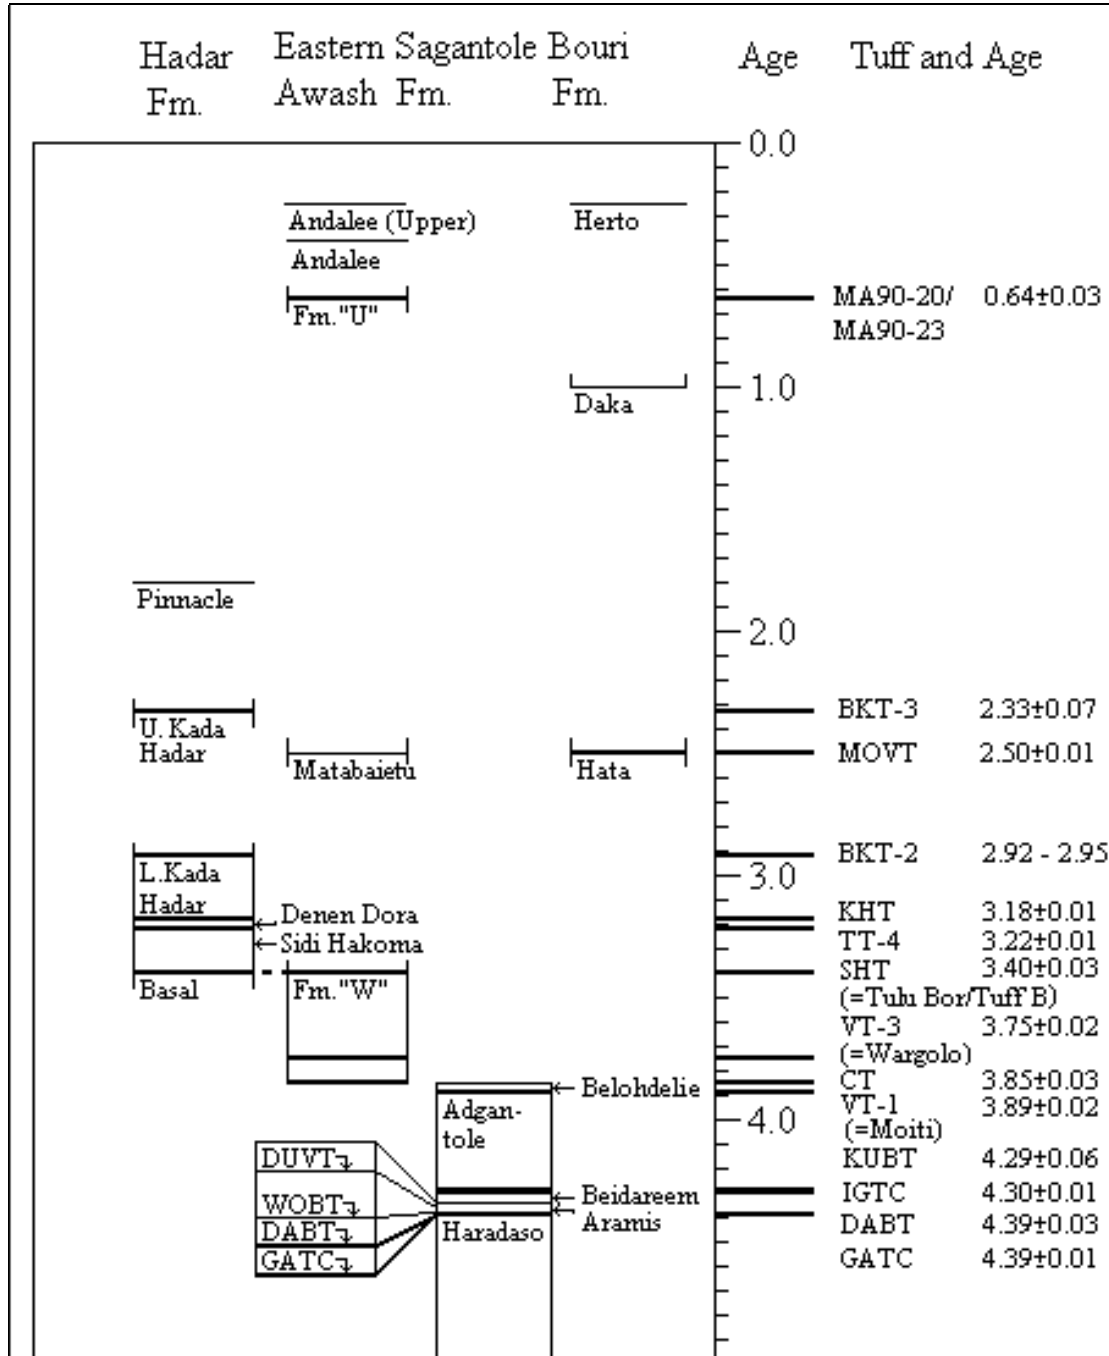 Hadar Eastern Sagantole Bouri Age Tuff and Age
Fm. Awash Fm. Fm.
0.0
Andalee (Upper) Herto
Andalee
MA90-20/ 0.64±0.03
Fm."U"
MA90-23
1.0
Daka
Pinnacle
2.0
BKT-3 2.33±0.07
U. Kada
Hadar MOVT 2.50±0.01
Matabaietu Hata
BKT-2 2.92 - 2.95
L.Kada 3.0
Hadar
Denen Dora KHT 3.18±0.01
Sidi Hakoma TT-4 3.22±0.01
SHT 3.40±0.03
Basal Fm."W"
(=Tulu Bor/Tuff B)
VT-3 3.75±0.02
(=Wargolo)
Belohdelie CT 3.85±0.03
Adgan- VT-1 3.89±0.02
4.0
tole (=Moiti)
DUVT KUBT 4.29±0.06
Beidareem IGTC 4.30±0.01
WOBT
Aramis DABT 4.39±0.03
DABT Haradaso
GATC GATC 4.39±0.01